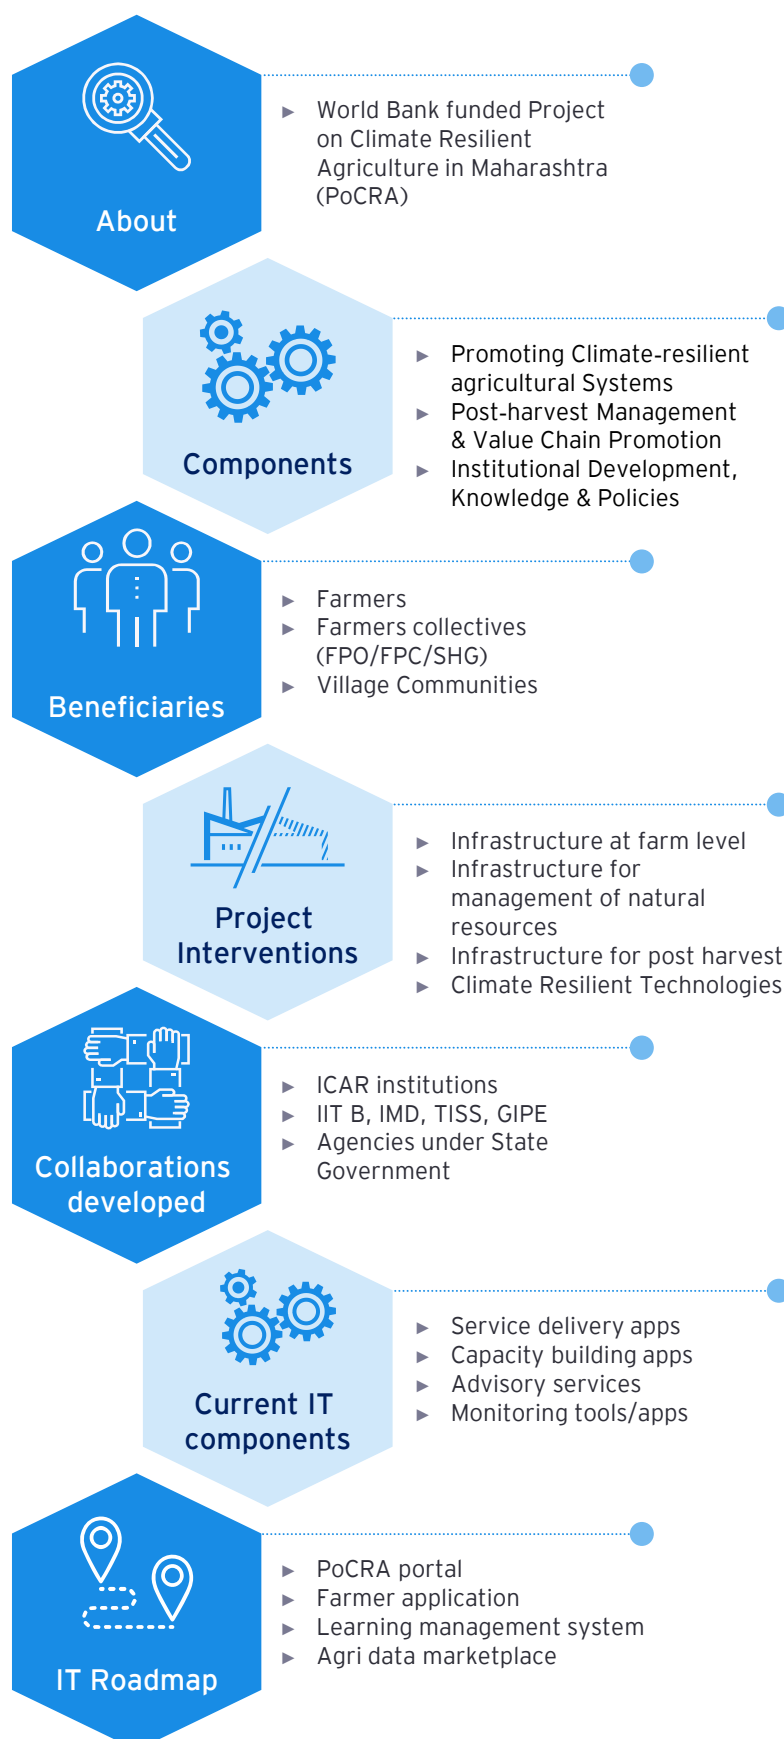 About
► World Bank funded Project
on Climate Resilient
Agriculture in Maharashtra
(PoCRA)
Components
► Promoting Climate-resilient
agricultural Systems
► Post-harvest Management
& Value Chain Promotion
► Institutional Development,
Knowledge & Policies
Beneficiaries
► Farmers
► Farmers collectives
(FPO/FPC/SHG)
► Village Communities
Project
Interventions
► Infrastructure at farm level
► Infrastructure for
management of natural
resources
► Infrastructure for post harvest
► Climate Resilient Technologies
Collaborations
developed
► ICAR institutions
► IIT B, IMD, TISS, GIPE
► Agencies under State
Government
Current IT
components
► Service delivery apps
► Capacity building apps
► Advisory services
► Monitoring tools/apps
IT Roadmap
► PoCRA portal
► Farmer application
► Learning management system
► Agri data marketplace